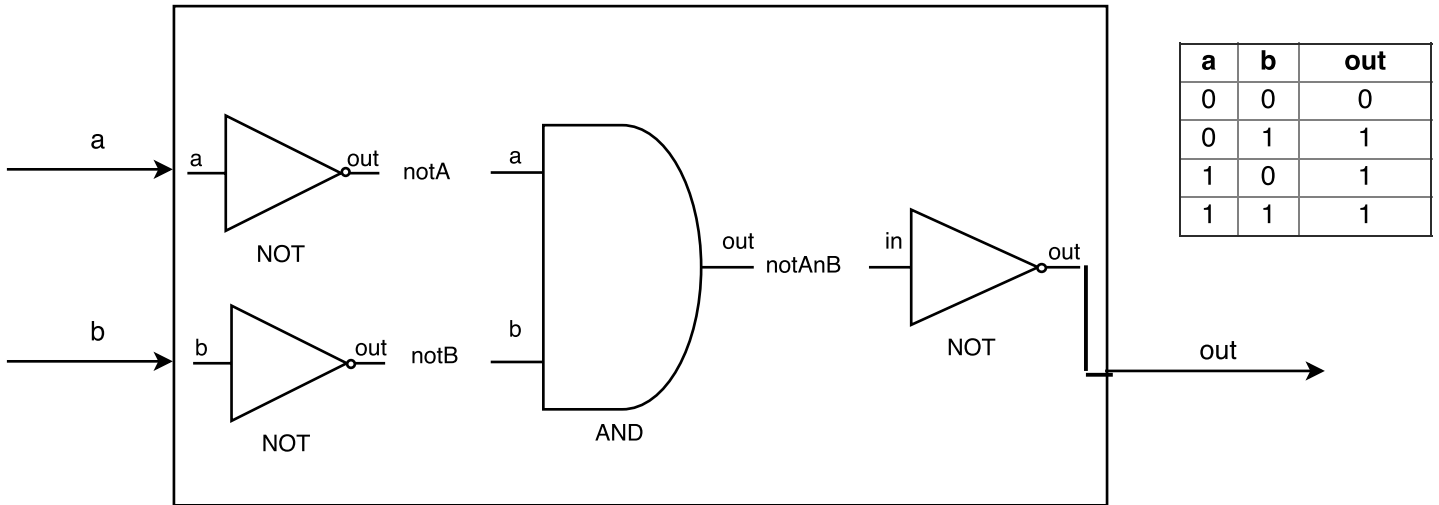 a
b
a
out
notA
NOT
b
out
notB
NOT
a
b
out
notAnB
AND
in
out
NOT
out
a b out
0 0 0
0 1 1
1 0 1
1 1 1